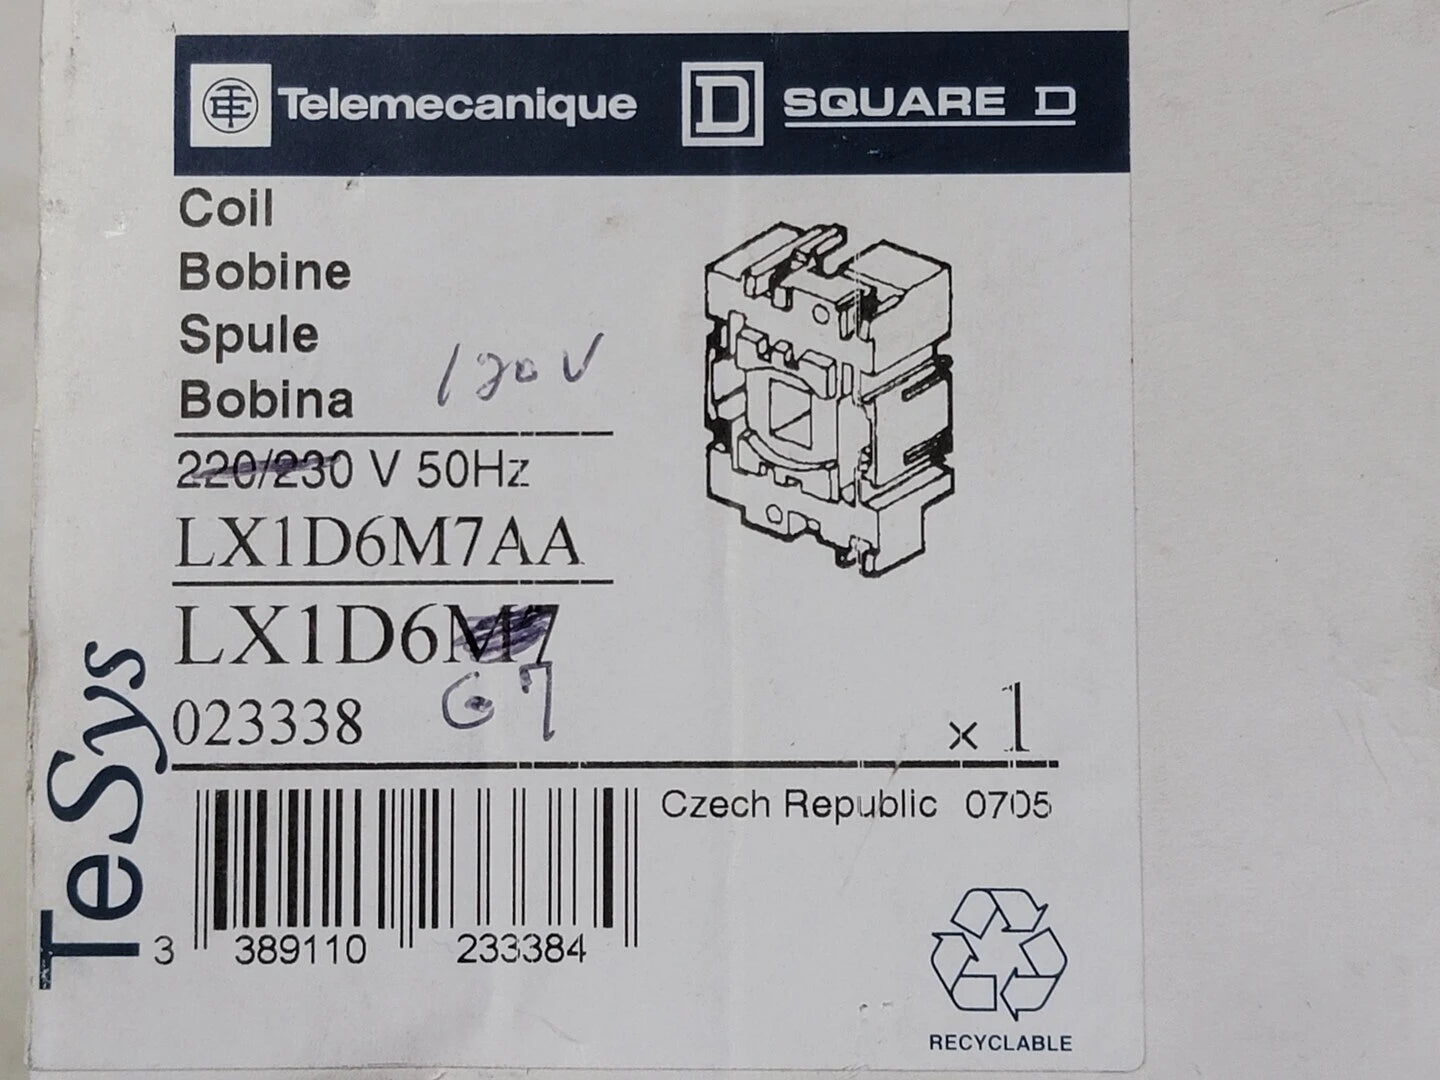 Telemecanique SQUARE D
Coil
Bobine
Spule
Bobina
120V
220/230 V 50Hz
LX1D6M7AA
LX1D6M7
G7
023338
x 1
TeSys
Czech Republic 0705
3 389110 233384
RECYCLABLE